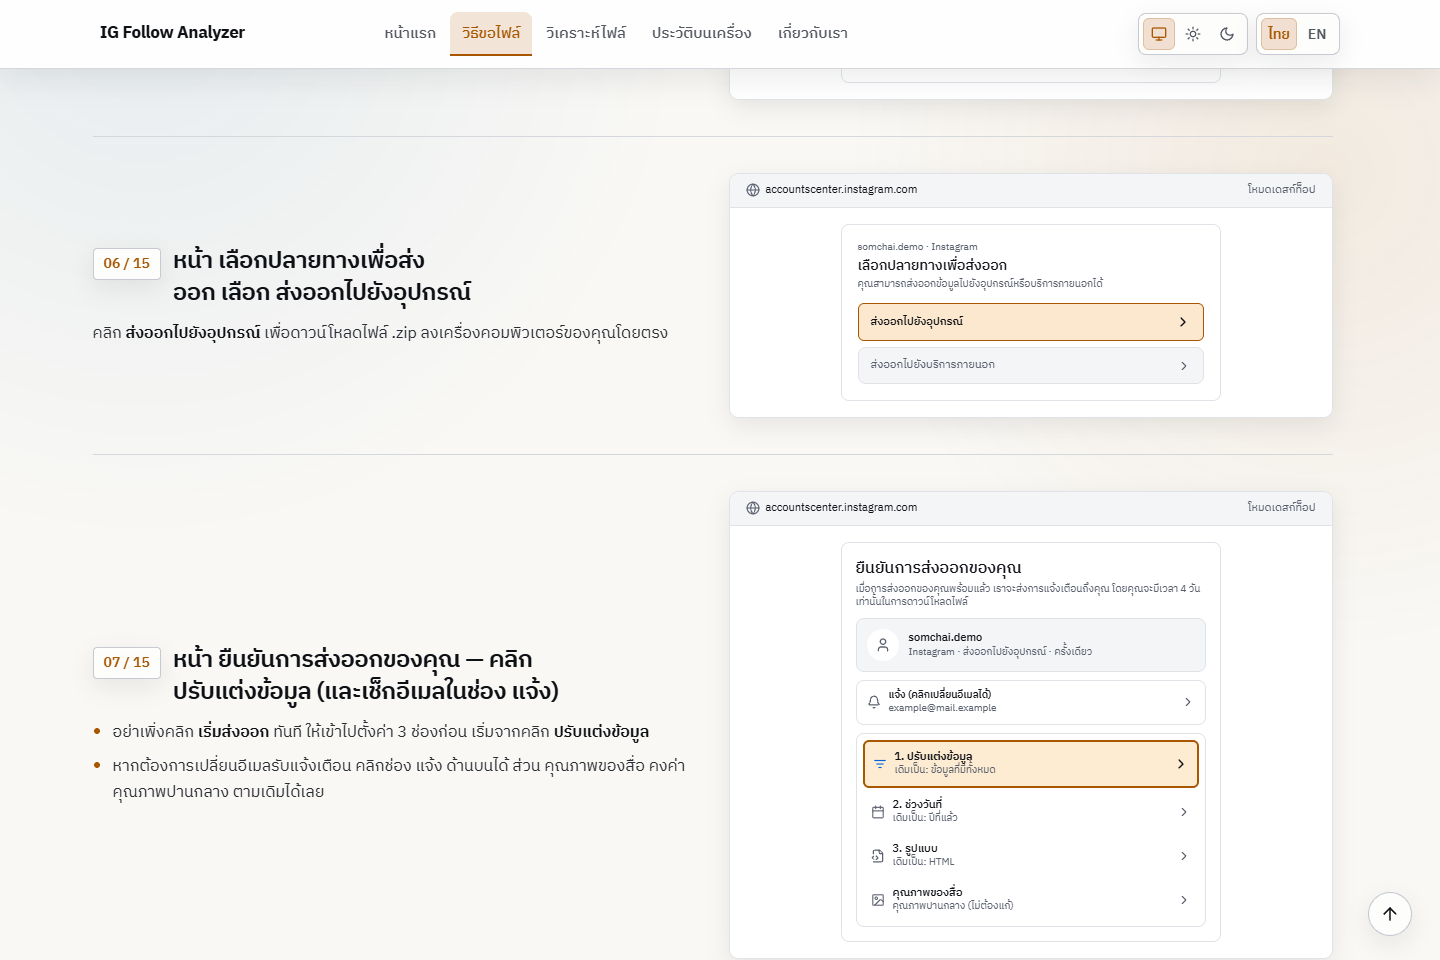 IG Follow Analyzer
หน้าแรก
วิธีขอไฟล์
วิเคราะห์ไฟล์
ประวัติบนเครื่อง
เกี่ยวกับเรา
ไทย
EN
06 / 15
หน้า เลือกปลายทางเพื่อส่ง
ออก เลือก ส่งออกไปยังอุปกรณ์
คลิก ส่งออกไปยังอุปกรณ์ เพื่อดาวน์โหลดไฟล์ .zip ลงเครื่องคอมพิวเตอร์ของคุณโดยตรง
accountscenter.instagram.com
โหมดเดสก์ท็อป
somchai.demo · Instagram
เลือกปลายทางเพื่อส่งออก
คุณสามารถส่งออกข้อมูลไปยังอุปกรณ์หรือบริการภายนอกได้
ส่งออกไปยังอุปกรณ์
ส่งออกไปยังบริการภายนอก
07 / 15
หน้า ยืนยันการส่งออกของคุณ — คลิก
ปรับแต่งข้อมูล (และเช็กอีเมลในช่อง แจ้ง)
อย่าเพิ่งคลิก เริ่มส่งออก ทันที ให้เข้าไปตั้งค่า 3 ช่องก่อน เริ่มจากคลิก ปรับแต่งข้อมูล
หากต้องการเปลี่ยนอีเมลรับแจ้งเตือน คลิกช่อง แจ้ง ด้านบนได้ ส่วน คุณภาพของสื่อ คงค่า
คุณภาพปานกลาง ตามเดิมได้เลย
accountscenter.instagram.com
โหมดเดสก์ท็อป
ยืนยันการส่งออกของคุณ
เมื่อการส่งออกของคุณพร้อมแล้ว เราจะส่งการแจ้งเตือนถึงคุณ โดยคุณจะมีเวลา 4 วัน
เท่านั้นในการดาวน์โหลดไฟล์
somchai.demo
Instagram · ส่งออกไปยังอุปกรณ์ · ครั้งเดียว
แจ้ง (คลิกเปลี่ยนอีเมลได้)
example@mail.example
1. ปรับแต่งข้อมูล
เดิมเป็น: ข้อมูลที่มีทั้งหมด
2. ช่วงวันที่
เดิมเป็น: ปีที่แล้ว
3. รูปแบบ
เดิมเป็น: HTML
คุณภาพของสื่อ
คุณภาพปานกลาง (ไม่ต้องแก้)